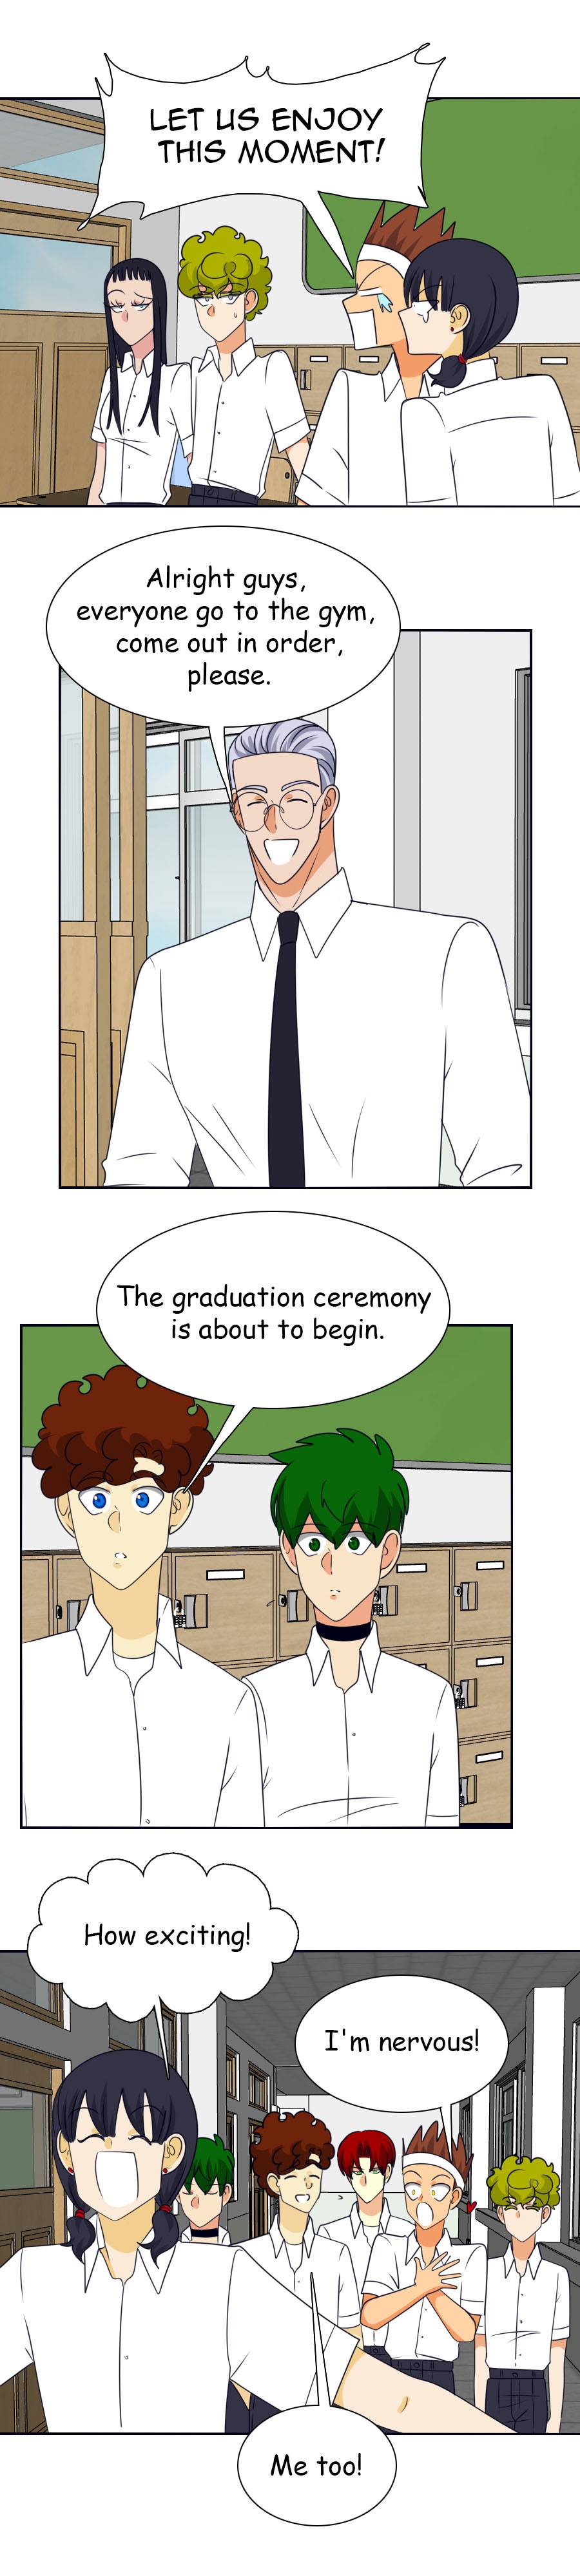 LET US ENJOY
THIS MOMENT!
Alright guys,
everyone go to the gym,
come out in order,
please.
The graduation ceremony
is about to begin.
How exciting!
I'm nervous!
Me too!